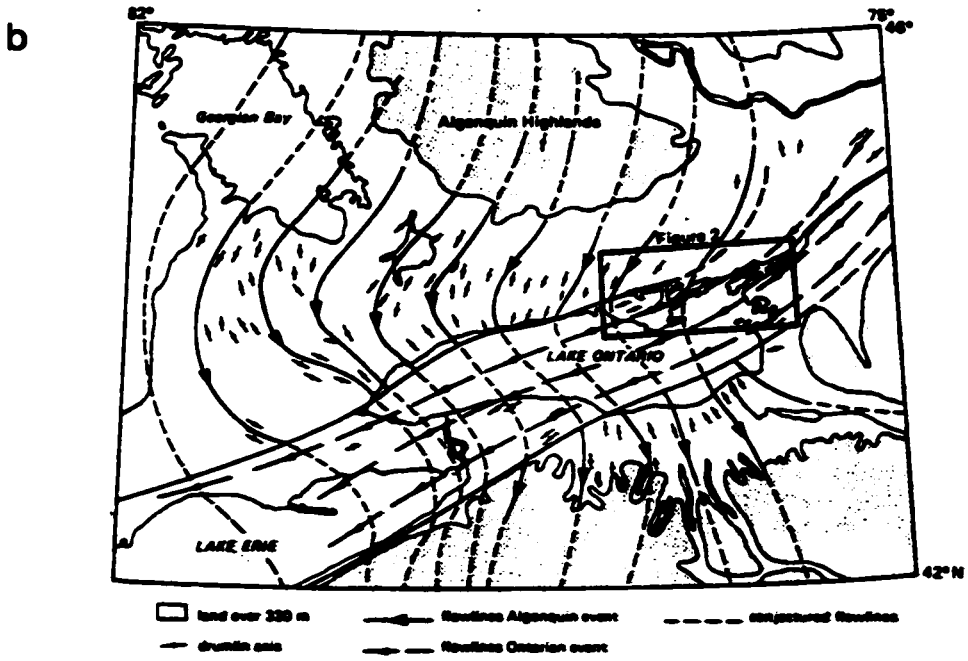 b
82°
75°
46°
Georgian Bay
Algonquin Highlands
Figure 2
LAKE ONTARIO
LAKE ERIE
42° N
land over 330 m
flowlines Algonquin event
conjectured flowlines
drumlin axis
flowlines Ontarian event